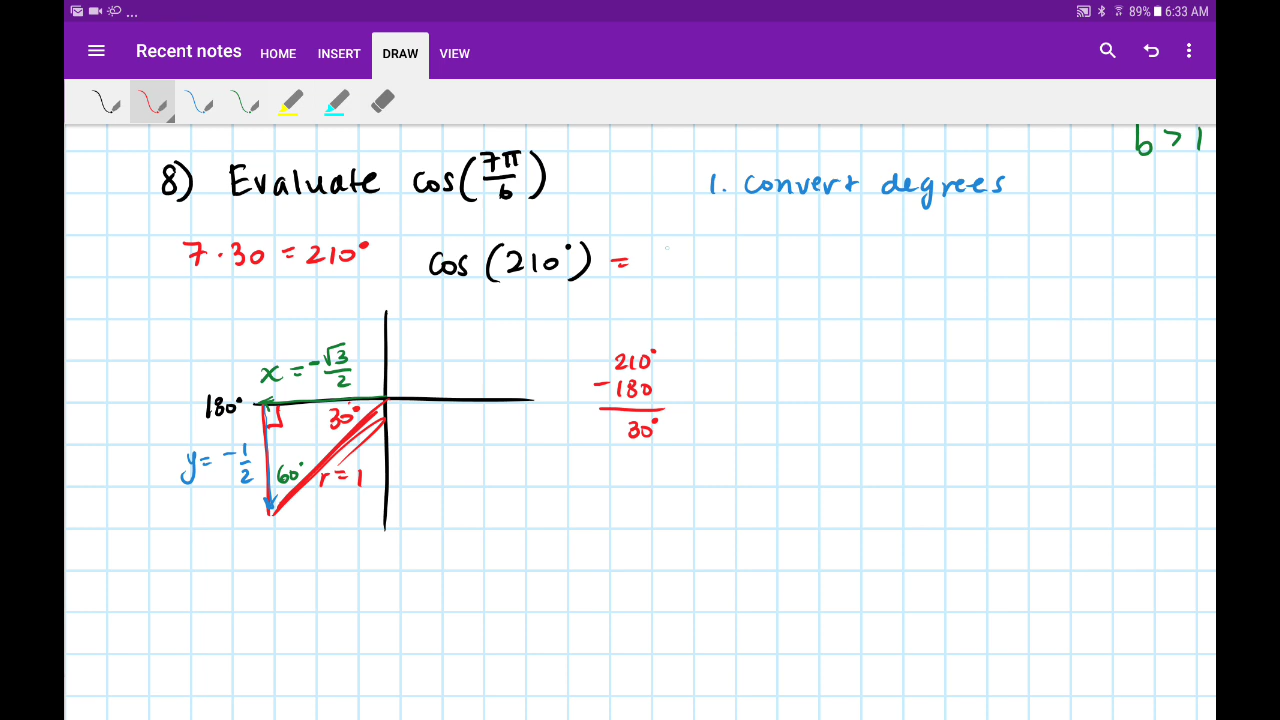 ... 89% 6:33 AM
Recent notes HOME INSERT DRAW VIEW
b > 1
8) Evaluate cos(7π/6)
1. convert degrees
7 · 30 = 210°
cos (210°) =
x = -√3/2
180°
30°
y = -1/2
60°
r = 1
210°
-180
30°